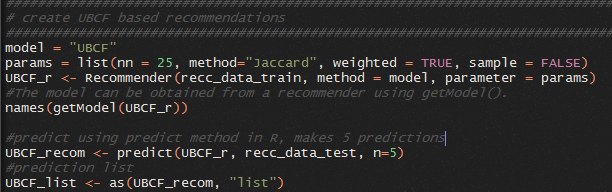 ################################################################################
# create UBCF based recommendations
################################################################################
model = "UBCF"
params = list(nn = 25, method="Jaccard", weighted = TRUE, sample = FALSE)
UBCF_r <- Recommender(recc_data_train, method = model, parameter = params)
#The model can be obtained from a recommender using getModel().
names(getModel(UBCF_r))
#predict using predict method in R, makes 5 predictions
UBCF_recom <- predict(UBCF_r, recc_data_test, n=5)
#prediction list
UBCF_list <- as(UBCF_recom, "list")